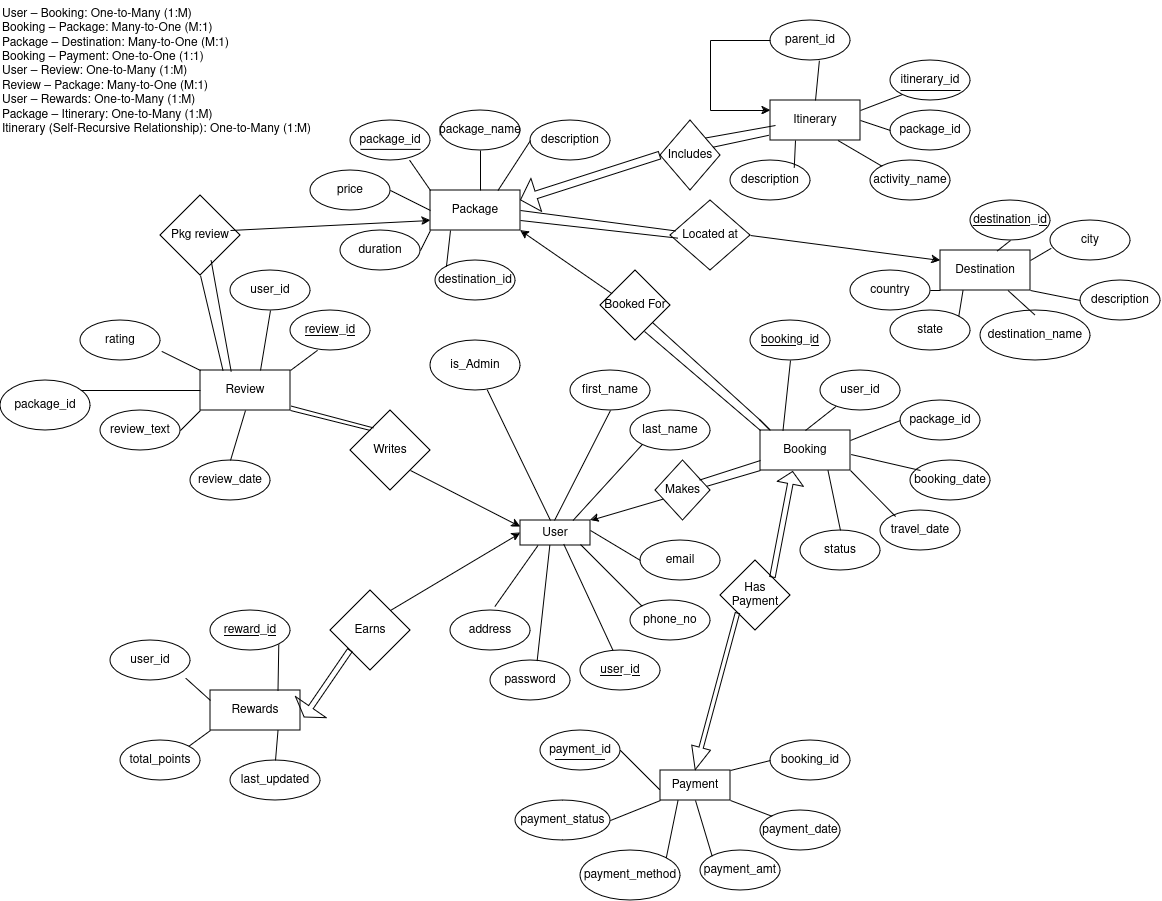 User – Booking: One-to-Many (1:M)
Booking – Package: Many-to-One (M:1)
Package – Destination: Many-to-One (M:1)
Booking – Payment: One-to-One (1:1)
User – Review: One-to-Many (1:M)
Review – Package: Many-to-One (M:1)
User – Rewards: One-to-Many (1:M)
Package – Itinerary: One-to-Many (1:M)
Itinerary (Self-Recursive Relationship): One-to-Many (1:M)
parent_id
itinerary_id
Itinerary
package_id
description
activity_name
Includes
package_id
package_name
description
price
Package
duration
destination_id
Pkg review
Located at
destination_id
city
Destination
country
description
state
destination_name
Booked For
user_id
review_id
rating
Review
package_id
review_text
review_date
Writes
is_Admin
first_name
last_name
booking_id
user_id
package_id
Booking
booking_date
travel_date
status
Makes
User
email
phone_no
user_id
password
address
Has
Payment
Earns
reward_id
user_id
Rewards
total_points
last_updated
payment_id
booking_id
Payment
payment_status
payment_date
payment_method
payment_amt